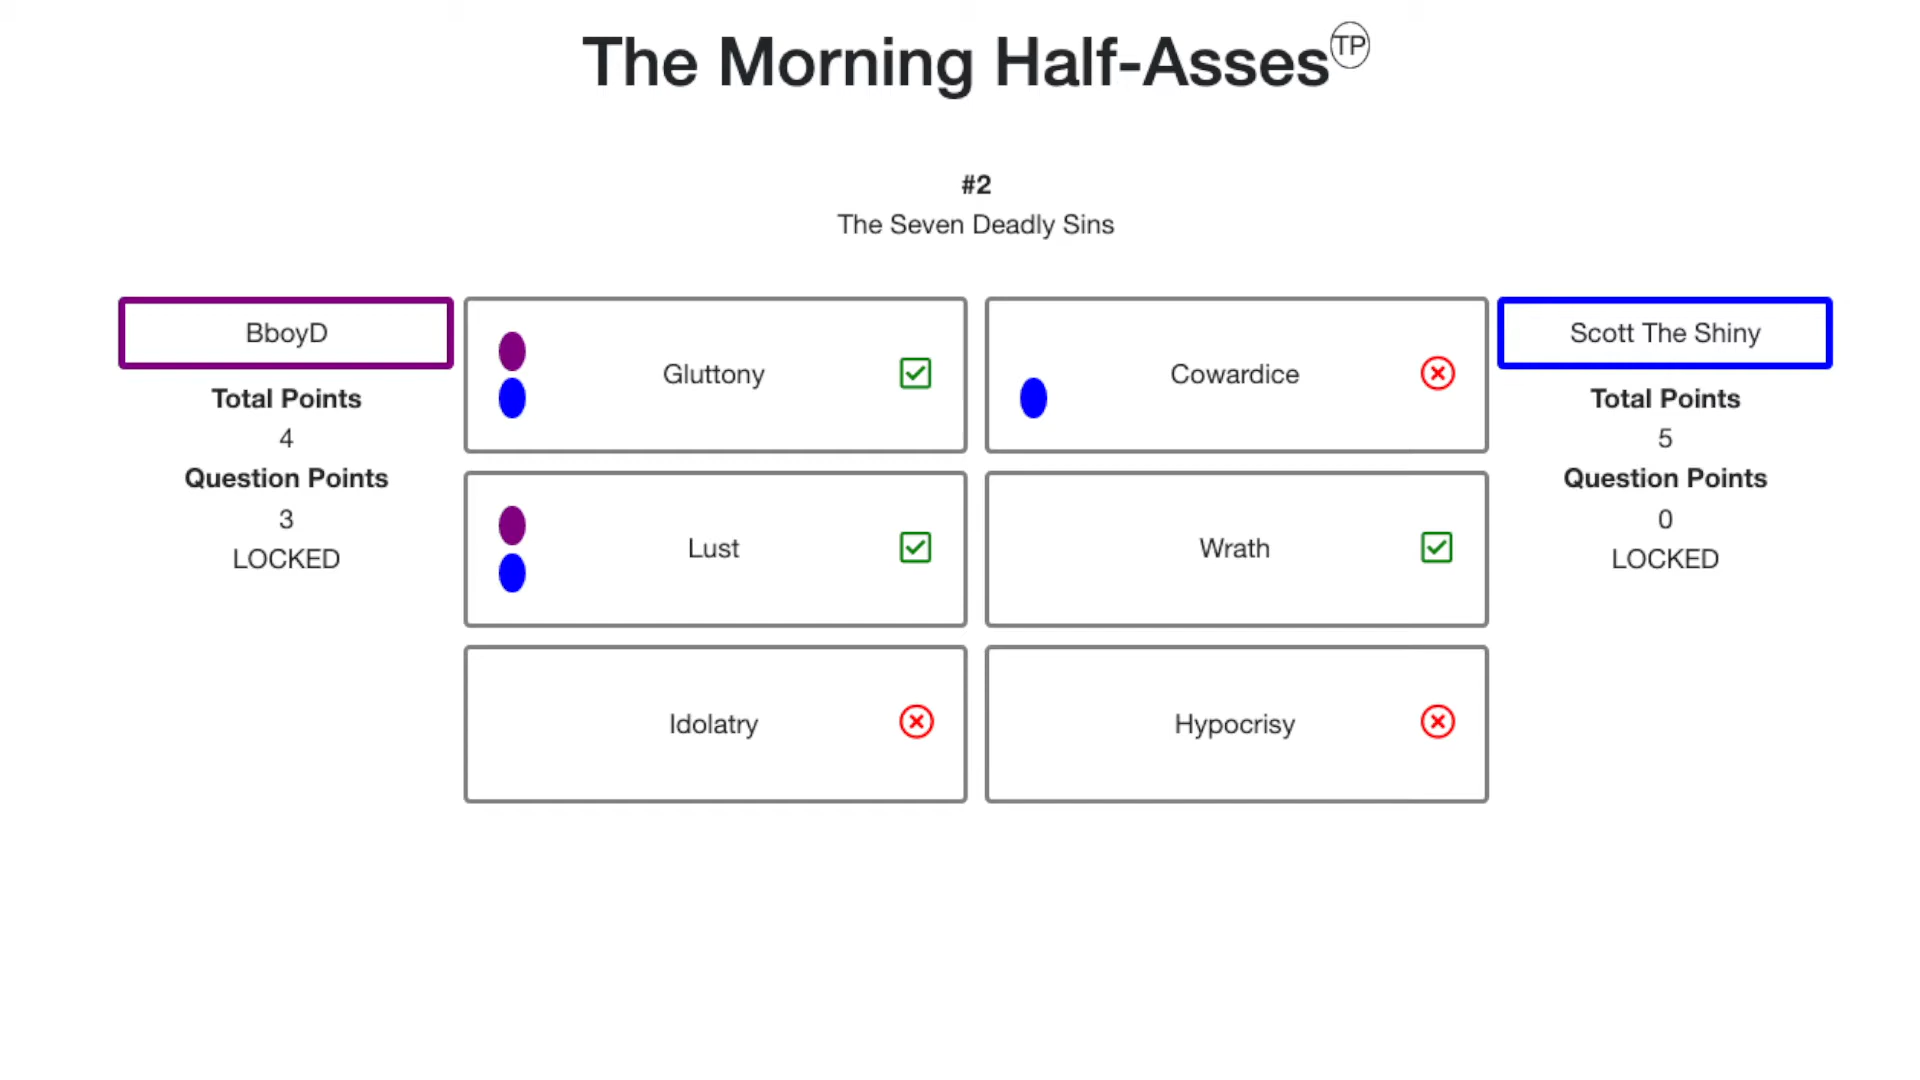 The Morning Half-Asses TP
#2
The Seven Deadly Sins
BboyD
Total Points
4
Question Points
3
LOCKED
Gluttony
Cowardice
Lust
Wrath
Idolatry
Hypocrisy
Scott The Shiny
Total Points
5
Question Points
0
LOCKED